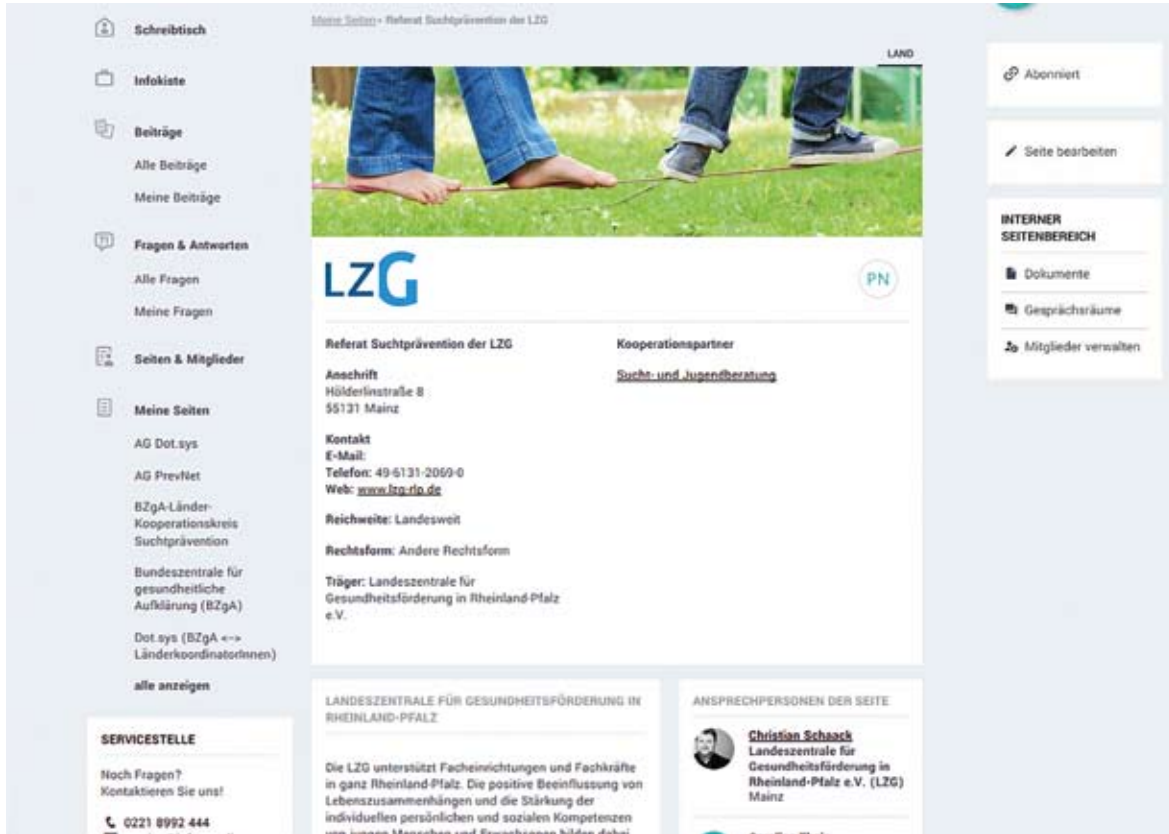 Schreibtisch
Infokiste
Beiträge
Alle Beiträge
Meine Beiträge
Fragen & Antworten
Alle Fragen
Meine Fragen
Seiten & Mitglieder
Meine Seiten
AG Dot.sys
AG PrevNet
BZgA-Länder-
Kooperationskreis
Suchtprävention
Bundeszentrale für
gesundheitliche
Aufklärung (BZgA)
Dot.sys (BZgA <->
LänderkoordinatorInnen)
alle anzeigen
SERVICESTELLE
Noch Fragen?
Kontaktieren Sie uns!
0221 8992 444
Meine Seiten › Referat Suchtprävention der LZG
LAND
LZG
PN
Referat Suchtprävention der LZG
Anschrift
Hölderlinstraße 8
55131 Mainz
Kontakt
E-Mail:
Telefon: 49-6131-2069-0
Web: www.lzg-rlp.de
Reichweite: Landesweit
Rechtsform: Andere Rechtsform
Träger: Landeszentrale für
Gesundheitsförderung in Rheinland-Pfalz
e.V.
Kooperationspartner
Sucht- und Jugendberatung
LANDESZENTRALE FÜR GESUNDHEITSFÖRDERUNG IN
RHEINLAND-PFALZ
Die LZG unterstützt Facheinrichtungen und Fachkräfte
in ganz Rheinland-Pfalz. Die positive Beeinflussung von
Lebenszusammenhängen und die Stärkung der
individuellen persönlichen und sozialen Kompetenzen
von jungen Menschen und Erwachsenen bilden dabei
ANSPRECHPERSONEN DER SEITE
Christian Schaack
Landeszentrale für
Gesundheitsförderung in
Rheinland-Pfalz e.V. (LZG)
Mainz
Abonniert
Seite bearbeiten
INTERNER
SEITENBEREICH
Dokumente
Gesprächsräume
Mitglieder verwalten